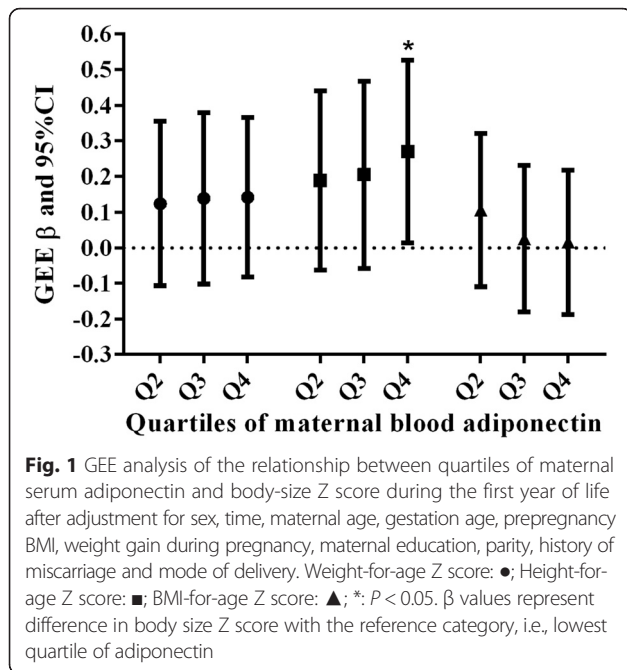 0.6
0.5
0.4
0.3
0.2
0.1
0.0
-0.1
-0.2
-0.3
GEE β and 95%CI
*
Q2 Q3 Q4 Q2 Q3 Q4 Q2 Q3 Q4
Quartiles of maternal blood adiponectin
Fig. 1 GEE analysis of the relationship between quartiles of maternal
serum adiponectin and body-size Z score during the first year of life
after adjustment for sex, time, maternal age, gestation age, prepregnancy
BMI, weight gain during pregnancy, maternal education, parity, history of
miscarriage and mode of delivery. Weight-for-age Z score: ●; Height-for-
age Z score: ■; BMI-for-age Z score: ▲; *: P < 0.05. β values represent
difference in body size Z score with the reference category, i.e., lowest
quartile of adiponectin